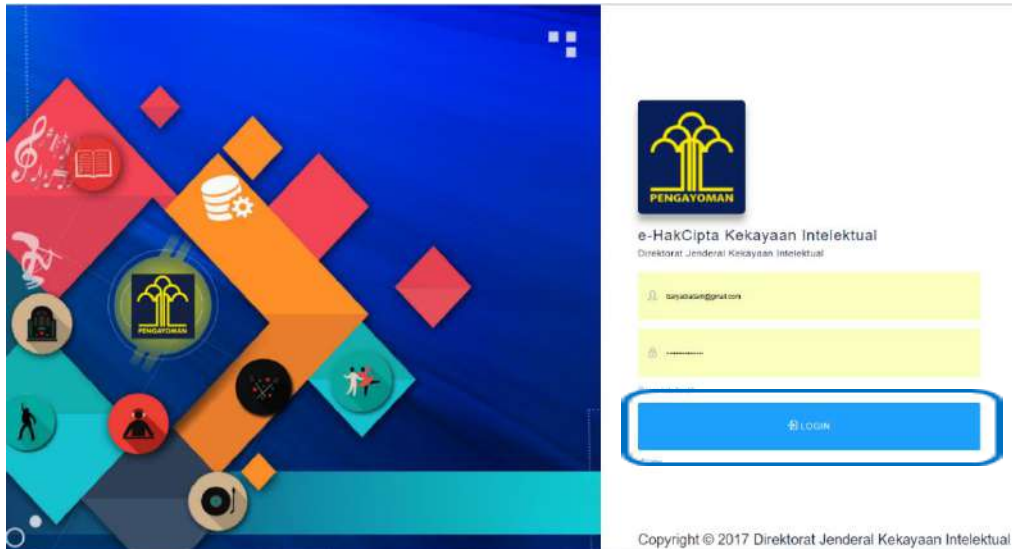 PENGAYOMAN
PENGAYOMAN
e-HakCipta Kekayaan Intelektual
Direktorat Jenderal Kekayaan Intelektual
LOGIN
Copyright © 2017 Direktorat Jenderal Kekayaan Intelektual